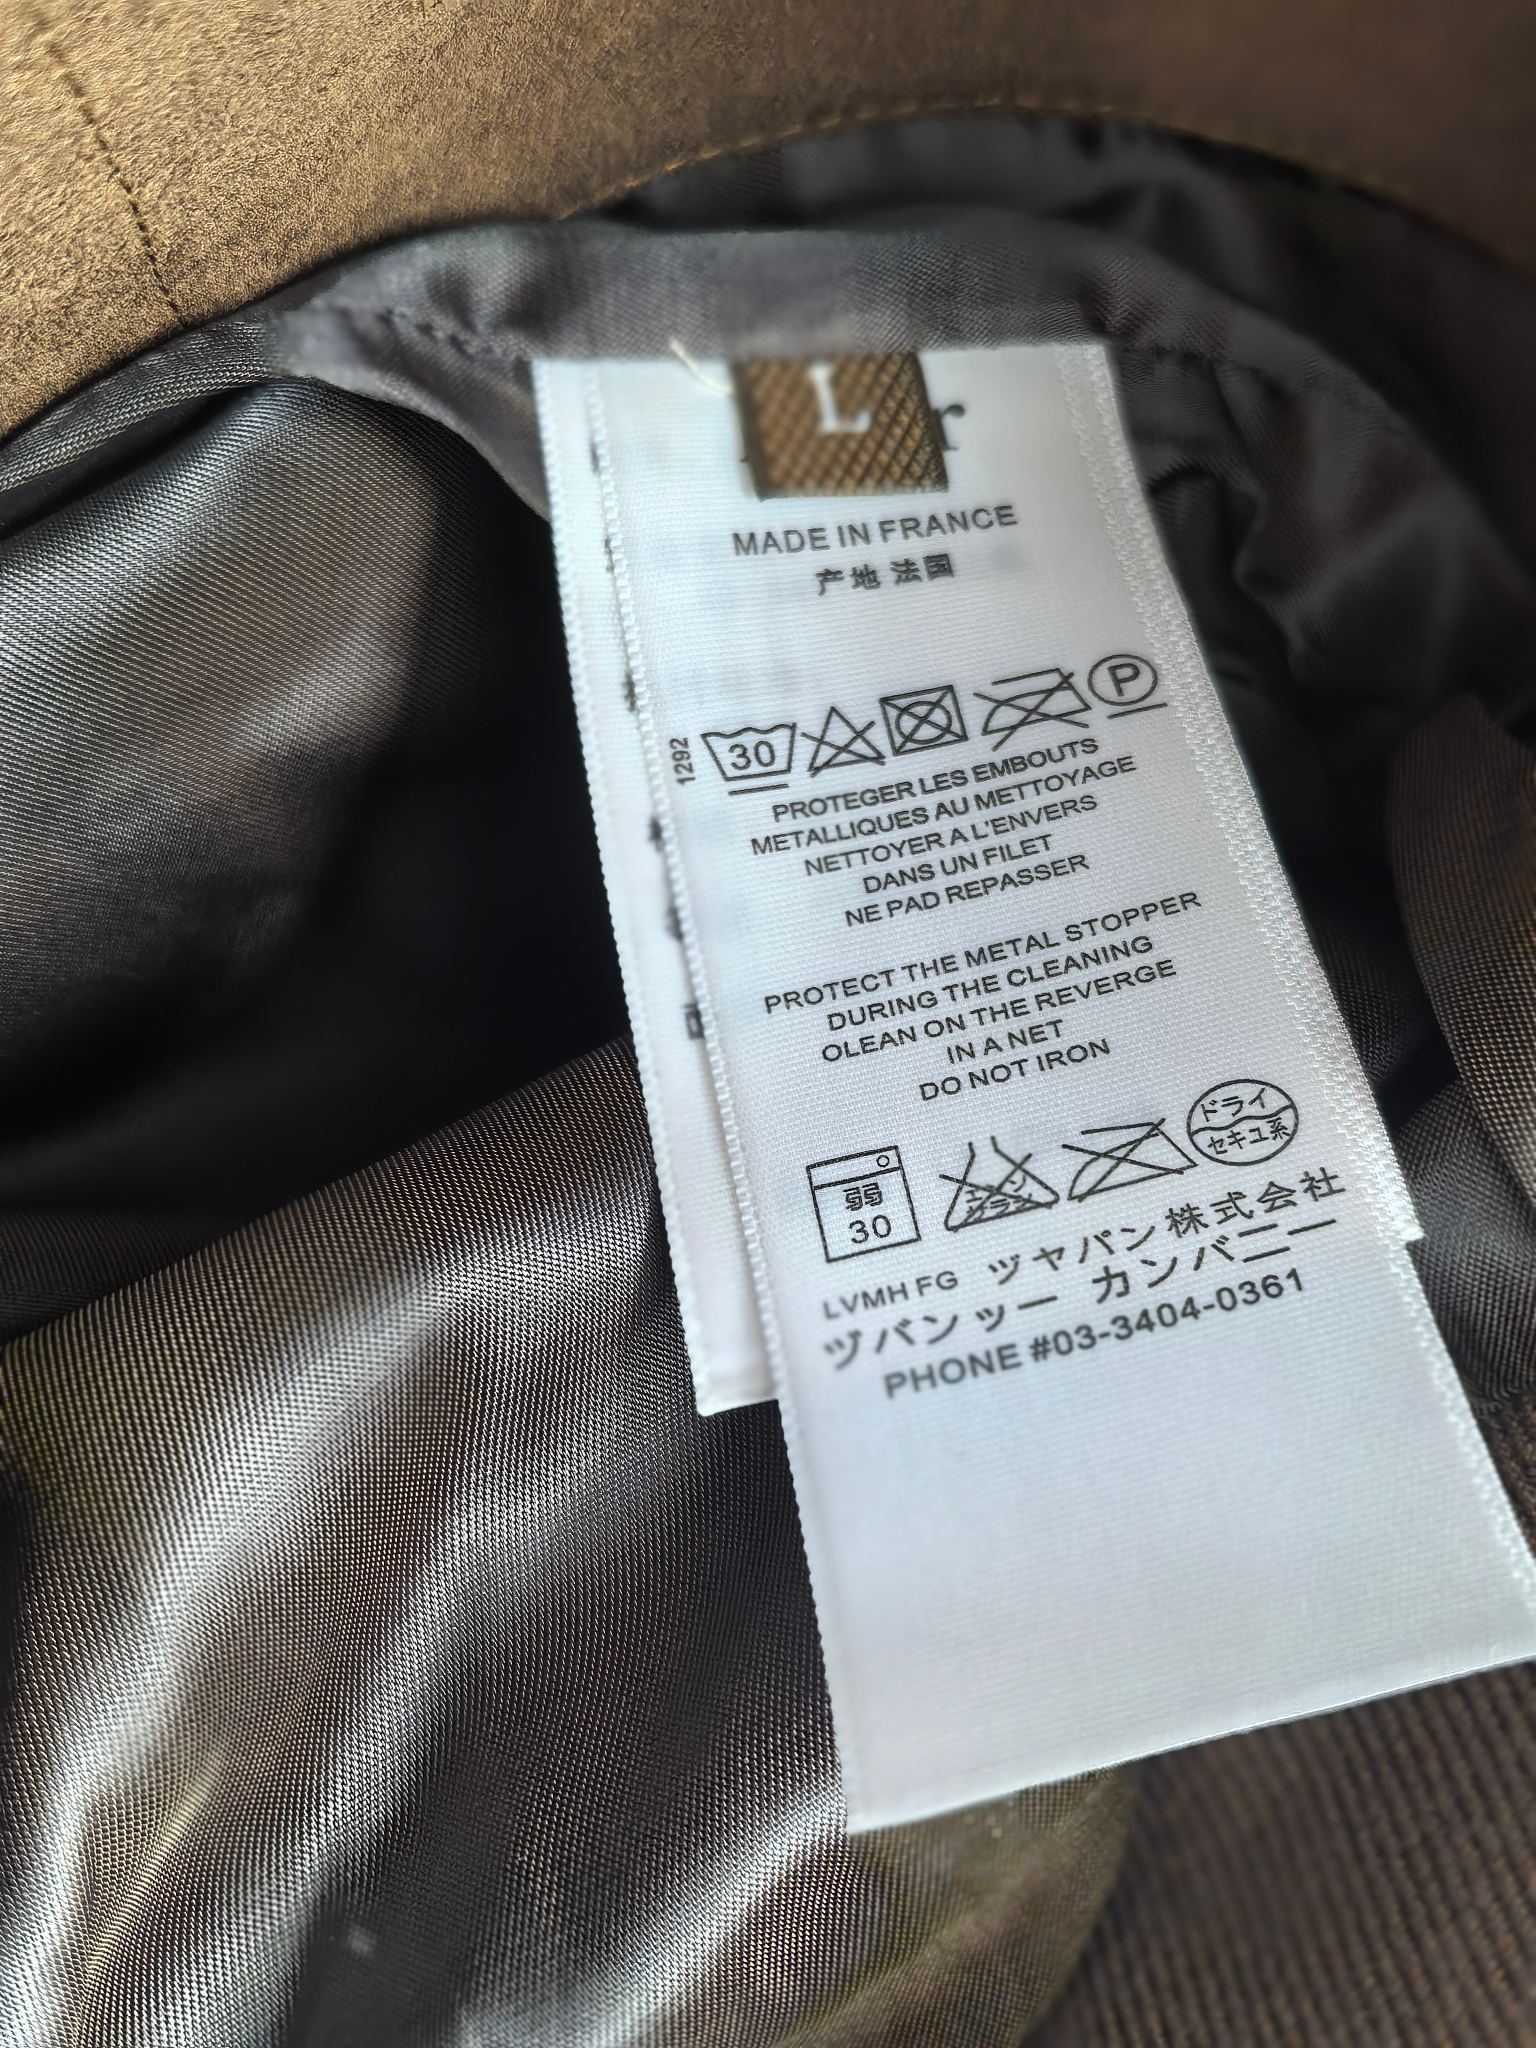 L
MADE IN FRANCE
产地 法国
1292
30
P
PROTEGER LES EMBOUTS
METALLIQUES AU METTOYAGE
NETTOYER A L'ENVERS
DANS UN FILET
NE PAD REPASSER
PROTECT THE METAL STOPPER
DURING THE CLEANING
OLEAN ON THE REVERGE
IN A NET
DO NOT IRON
弱
30
ドライ
セキユ系
LVMH FG ヅヤパン株式会社
ヅバンッー カンバニー
PHONE #03-3404-0361